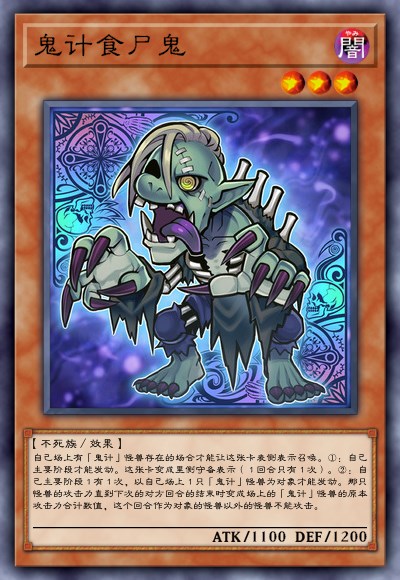 鬼计食尸鬼
やみ
闇
【不死族/效果】
自己场上有「鬼计」怪兽存在的场合才能让这张卡表侧表示召唤。①：自己
主要阶段才能发动。这张卡变成里侧守备表示（1回合只有1次）。②：自己
主要阶段1有1次，以自己场上1只「鬼计」怪兽为对象才能发动。那只
怪兽的攻击力直到下次的对方回合的结束时变成场上的「鬼计」怪兽的原本
攻击力合计数值，这个回合作为对象的怪兽以外的怪兽不能攻击。
ATK/1100 DEF/1200